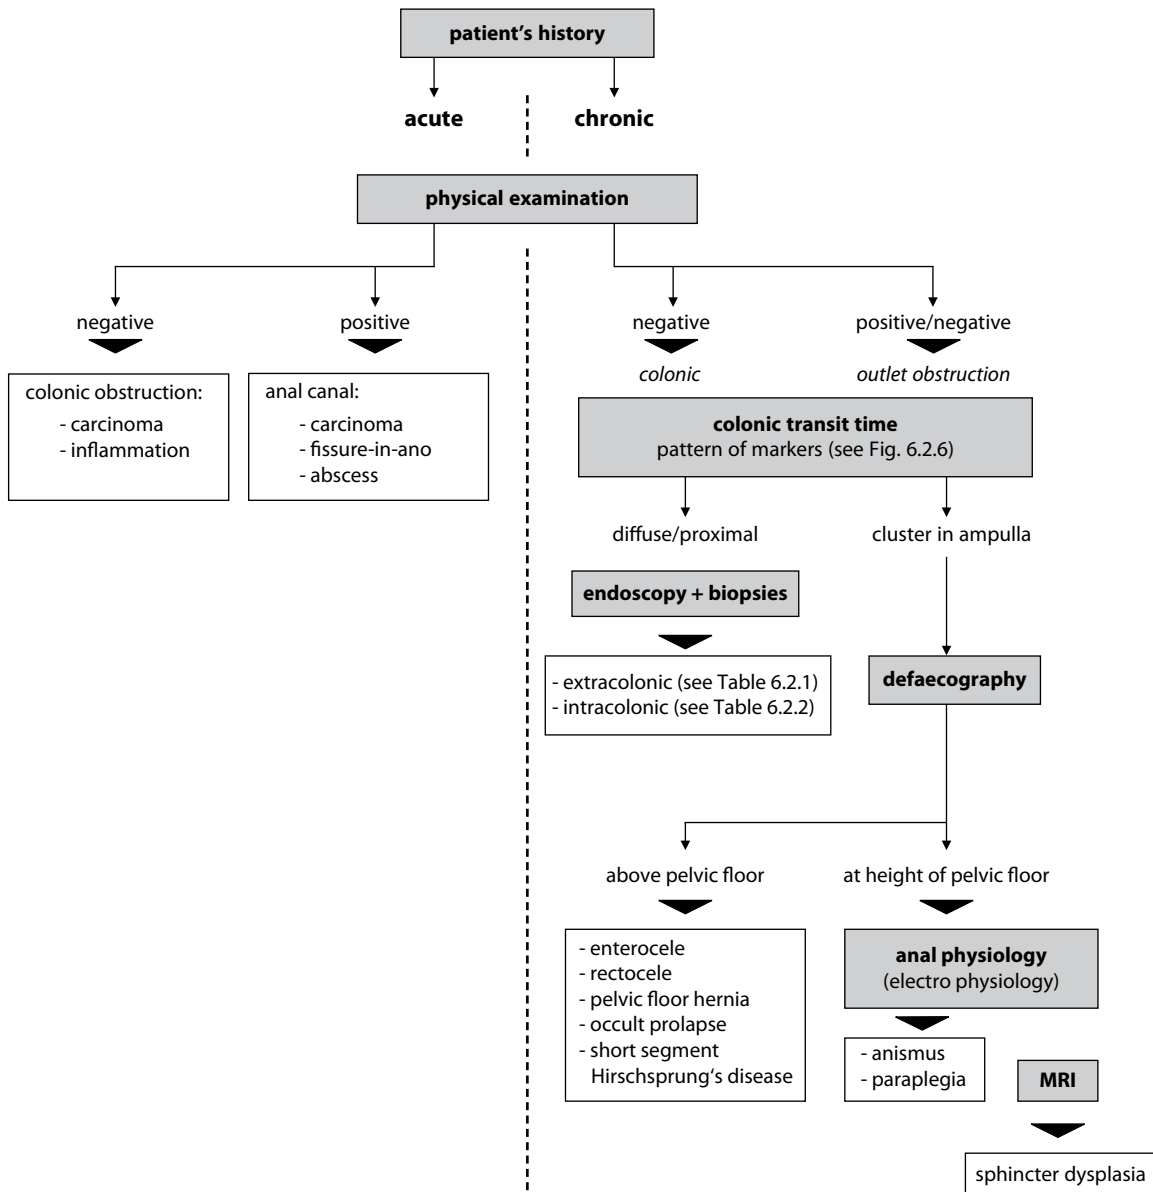 patient's history
acute
chronic
physical examination
negative
positive
negative
positive/negative
colonic
outlet obstruction
colonic obstruction:
- carcinoma
- inflammation
anal canal:
- carcinoma
- fissure-in-ano
- abscess
colonic transit time
pattern of markers (see Fig. 6.2.6)
diffuse/proximal
cluster in ampulla
endoscopy + biopsies
- extracolonic (see Table 6.2.1)
- intracolonic (see Table 6.2.2)
defaecography
above pelvic floor
at height of pelvic floor
- enterocele
- rectocele
- pelvic floor hernia
- occult prolapse
- short segment
Hirschsprung‘s disease
anal physiology
(electro physiology)
- anismus
- paraplegia
MRI
sphincter dysplasia